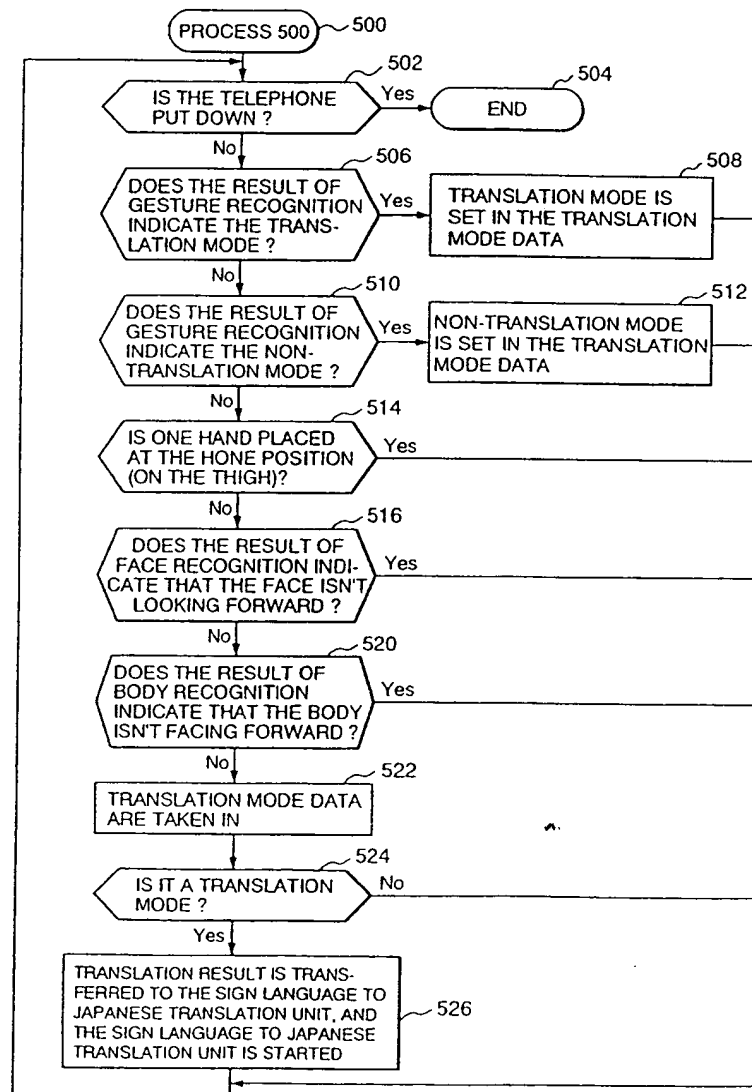 PROCESS 500
500
502
IS THE TELEPHONE
PUT DOWN ?
Yes
504
END
No
506
DOES THE RESULT OF
GESTURE RECOGNITION
INDICATE THE TRANS-
LATION MODE ?
Yes
508
TRANSLATION MODE IS
SET IN THE TRANSLATION
MODE DATA
No
510
DOES THE RESULT OF
GESTURE RECOGNITION
INDICATE THE NON-
TRANSLATION MODE ?
Yes
512
NON-TRANSLATION MODE
IS SET IN THE TRANSLATION
MODE DATA
No
514
IS ONE HAND PLACED
AT THE HONE POSITION
(ON THE THIGH)?
Yes
No
516
DOES THE RESULT OF
FACE RECOGNITION INDI-
CATE THAT THE FACE ISN'T
LOOKING FORWARD ?
Yes
No
520
DOES THE RESULT OF
BODY RECOGNITION
INDICATE THAT THE BODY
ISN'T FACING FORWARD ?
Yes
No
522
TRANSLATION MODE DATA
ARE TAKEN IN
524
IS IT A TRANSLATION
MODE ?
No
Yes
TRANSLATION RESULT IS TRANS-
FERRED TO THE SIGN LANGUAGE TO
JAPANESE TRANSLATION UNIT, AND
THE SIGN LANGUAGE TO JAPANESE
TRANSLATION UNIT IS STARTED
526